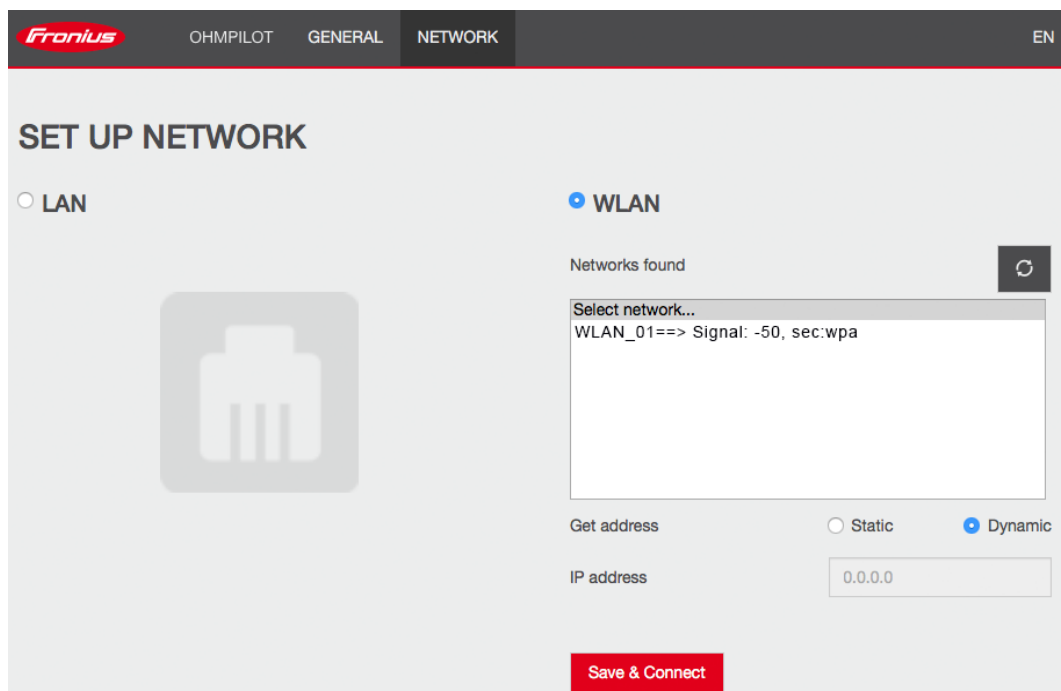 Fronius OHMPILOT GENERAL NETWORK EN
SET UP NETWORK
LAN
WLAN
Networks found
Select network...
WLAN_01==> Signal: -50, sec:wpa
Get address Static Dynamic
IP address 0.0.0.0
Save & Connect